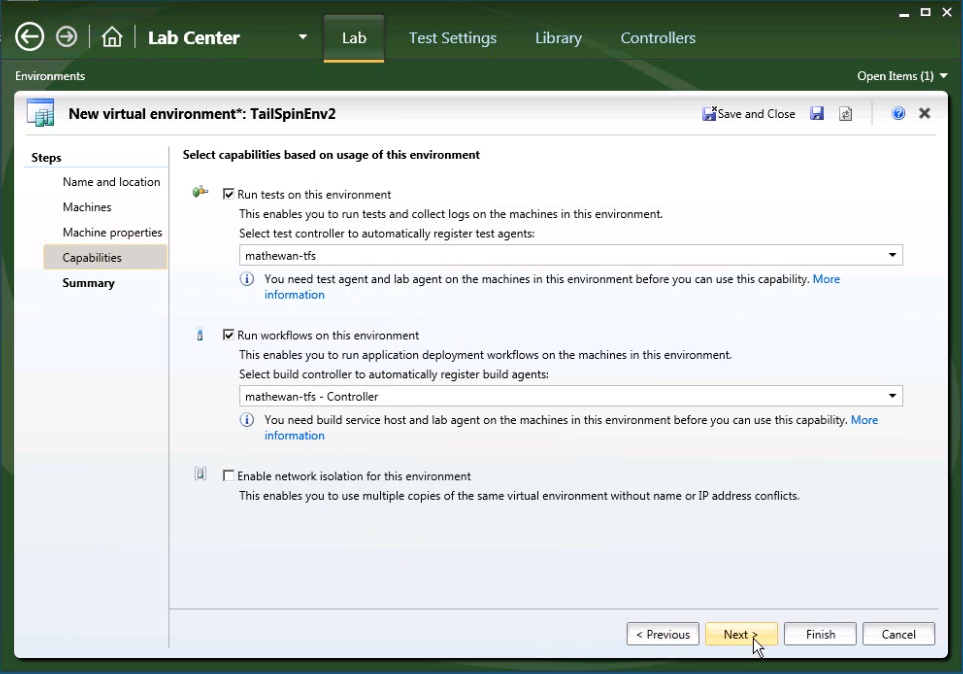 Lab Center
Lab
Test Settings
Library
Controllers
Environments
Open Items (1)
New virtual environment*: TailSpinEnv2
Save and Close
Steps
Name and location
Machines
Machine properties
Capabilities
Summary
Select capabilities based on usage of this environment
Run tests on this environment
This enables you to run tests and collect logs on the machines in this environment.
Select test controller to automatically register test agents:
mathewan-tfs
You need test agent and lab agent on the machines in this environment before you can use this capability. More
information
Run workflows on this environment
This enables you to run application deployment workflows on the machines in this environment.
Select build controller to automatically register build agents:
mathewan-tfs - Controller
You need build service host and lab agent on the machines in this environment before you can use this capability. More
information
Enable network isolation for this environment
This enables you to use multiple copies of the same virtual environment without name or IP address conflicts.
< Previous
Next >
Finish
Cancel